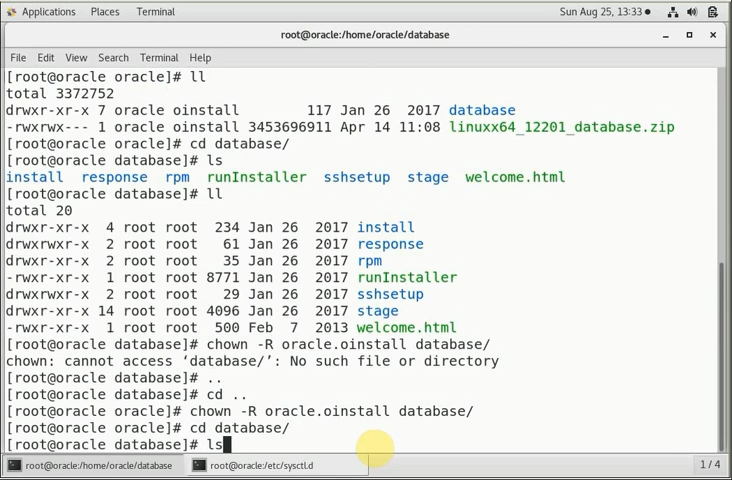 Applications Places Terminal Sun Aug 25, 13:33
root@oracle:/home/oracle/database
File Edit View Search Terminal Help
[root@oracle oracle]# ll
total 3372752
drwxr-xr-x 7 oracle oinstall 117 Jan 26 2017 database
-rwxrwx--- 1 oracle oinstall 3453696911 Apr 14 11:08 linuxx64_12201_database.zip
[root@oracle oracle]# cd database/
[root@oracle database]# ls
install response rpm runInstaller sshsetup stage welcome.html
[root@oracle database]# ll
total 20
drwxr-xr-x 4 root root 234 Jan 26 2017 install
drwxrwxr-x 2 root root 61 Jan 26 2017 response
drwxr-xr-x 2 root root 35 Jan 26 2017 rpm
-rwxr-xr-x 1 root root 8771 Jan 26 2017 runInstaller
drwxrwxr-x 2 root root 29 Jan 26 2017 sshsetup
drwxr-xr-x 14 root root 4096 Jan 26 2017 stage
-rwxr-xr-x 1 root root 500 Feb 7 2013 welcome.html
[root@oracle database]# chown -R oracle.oinstall database/
chown: cannot access ‘database/’: No such file or directory
[root@oracle database]# ..
[root@oracle database]# cd ..
[root@oracle oracle]# chown -R oracle.oinstall database/
[root@oracle oracle]# cd database/
[root@oracle database]# ls
root@oracle:/home/oracle/database root@oracle:/etc/sysctl.d 1 / 4